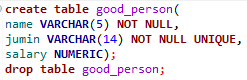 create table good_person(
name VARCHAR(5) NOT NULL,
jumin VARCHAR(14) NOT NULL UNIQUE,
salary NUMERIC);
drop table good_person;